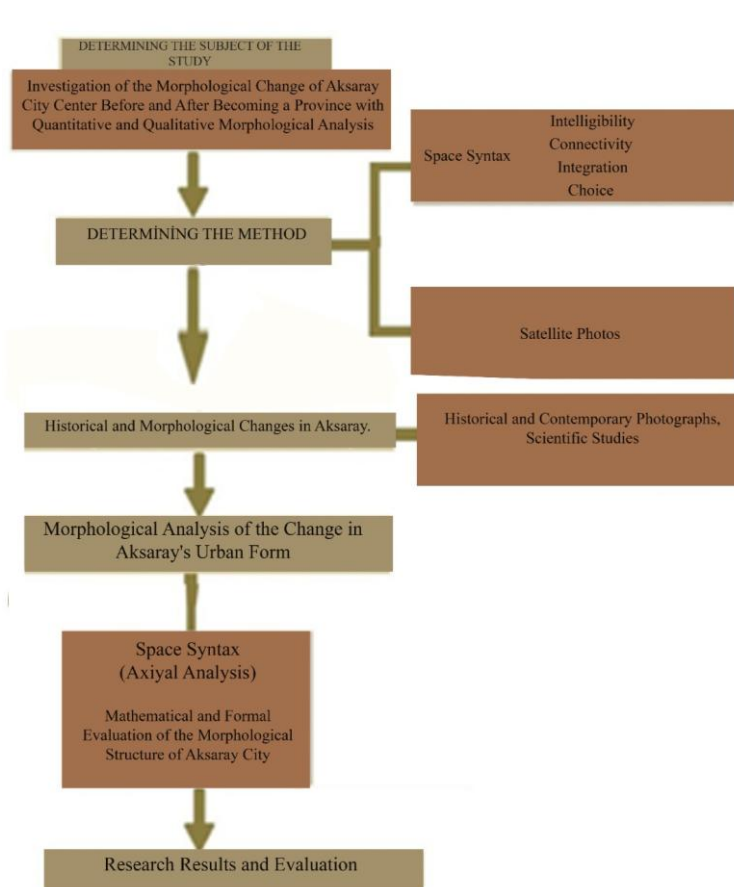 DETERMINING THE SUBJECT OF THE
STUDY
Investigation of the Morphological Change of Aksaray
City Center Before and After Becoming a Province with
Quantitative and Qualitative Morphological Analysis
Space Syntax
Intelligibility
Connectivity
Integration
Choice
DETERMİNİNG THE METHOD
Satellite Photos
Historical and Morphological Changes in Aksaray.
Historical and Contemporary Photographs,
Scientific Studies
Morphological Analysis of the Change in
Aksaray's Urban Form
Space Syntax
(Axiyal Analysis)
Mathematical and Formal
Evaluation of the Morphological
Structure of Aksaray City
Research Results and Evaluation